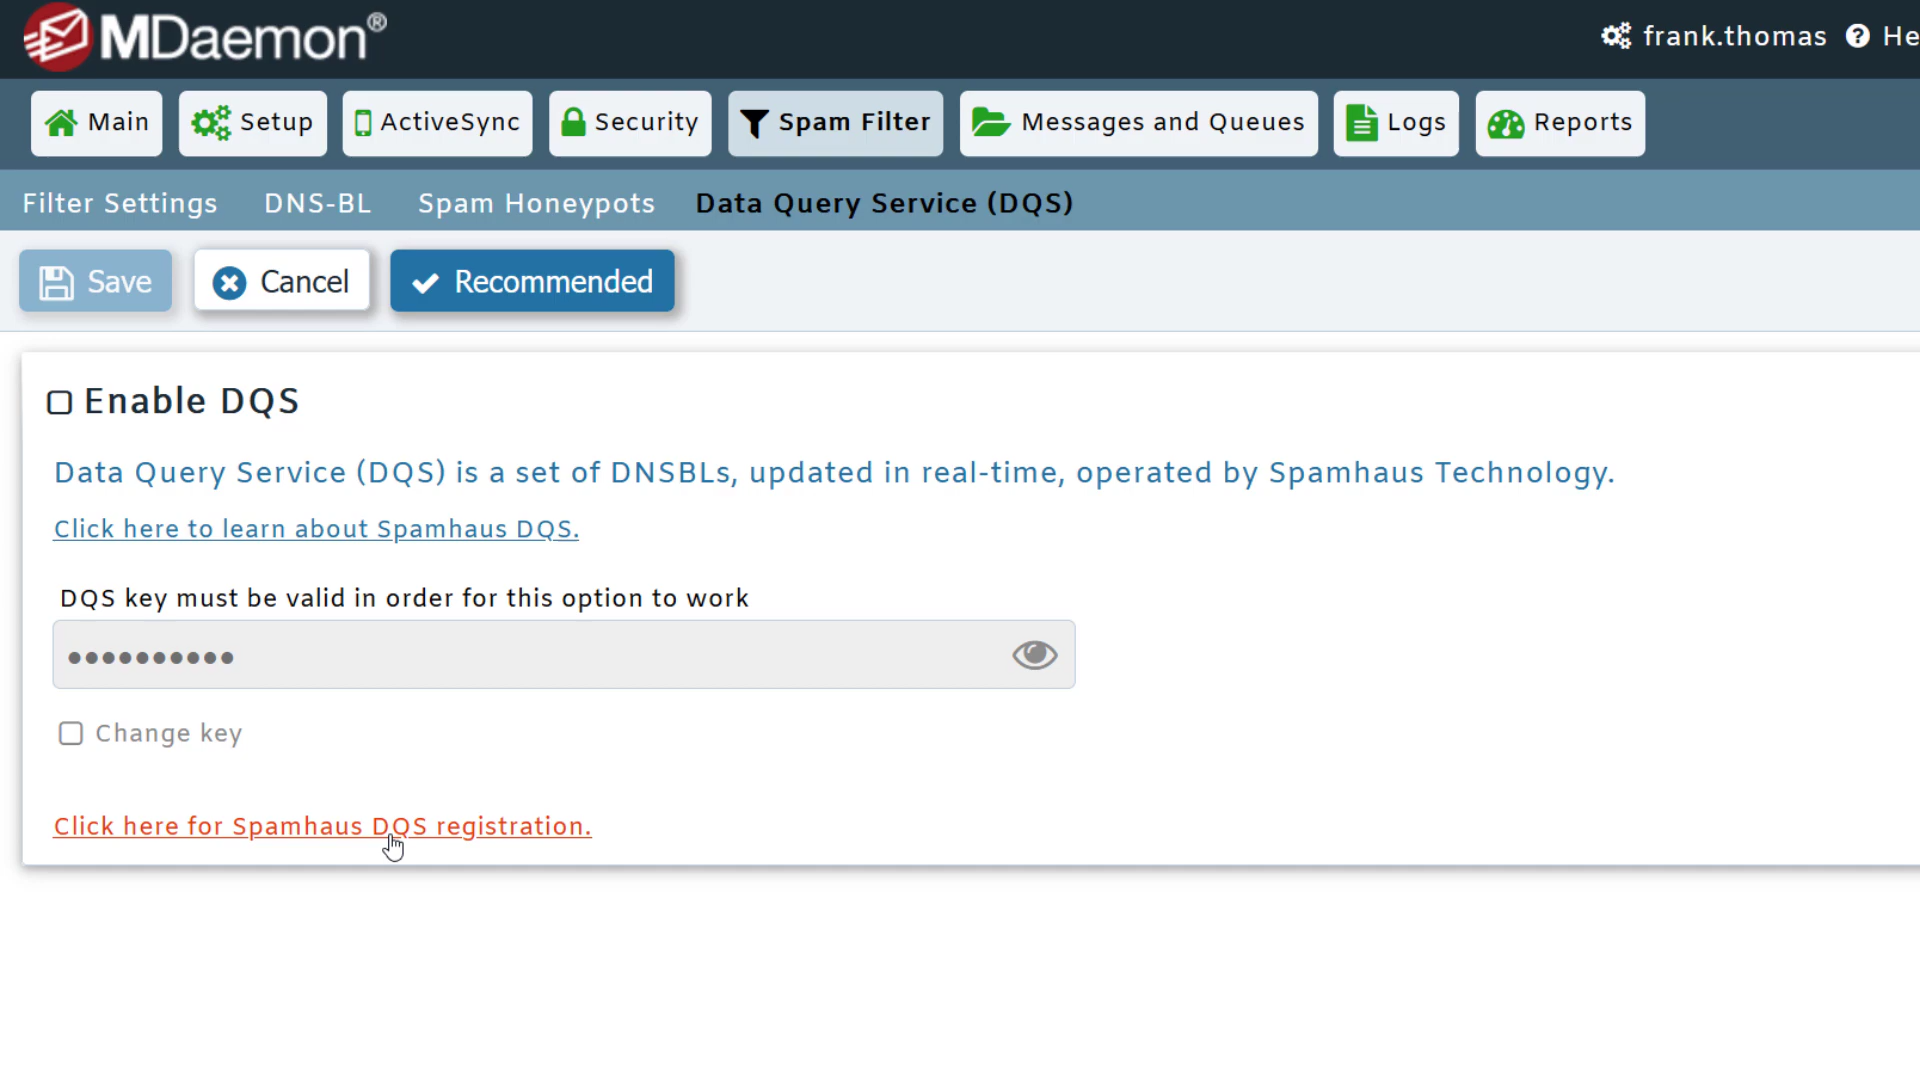 MDaemon®
frank.thomas
He
Main
Setup
ActiveSync
Security
Spam Filter
Messages and Queues
Logs
Reports
Filter Settings
DNS-BL
Spam Honeypots
Data Query Service (DQS)
Save
Cancel
Recommended
Enable DQS
Data Query Service (DQS) is a set of DNSBLs, updated in real-time, operated by Spamhaus Technology.
Click here to learn about Spamhaus DQS.
DQS key must be valid in order for this option to work
Change key
Click here for Spamhaus DQS registration.